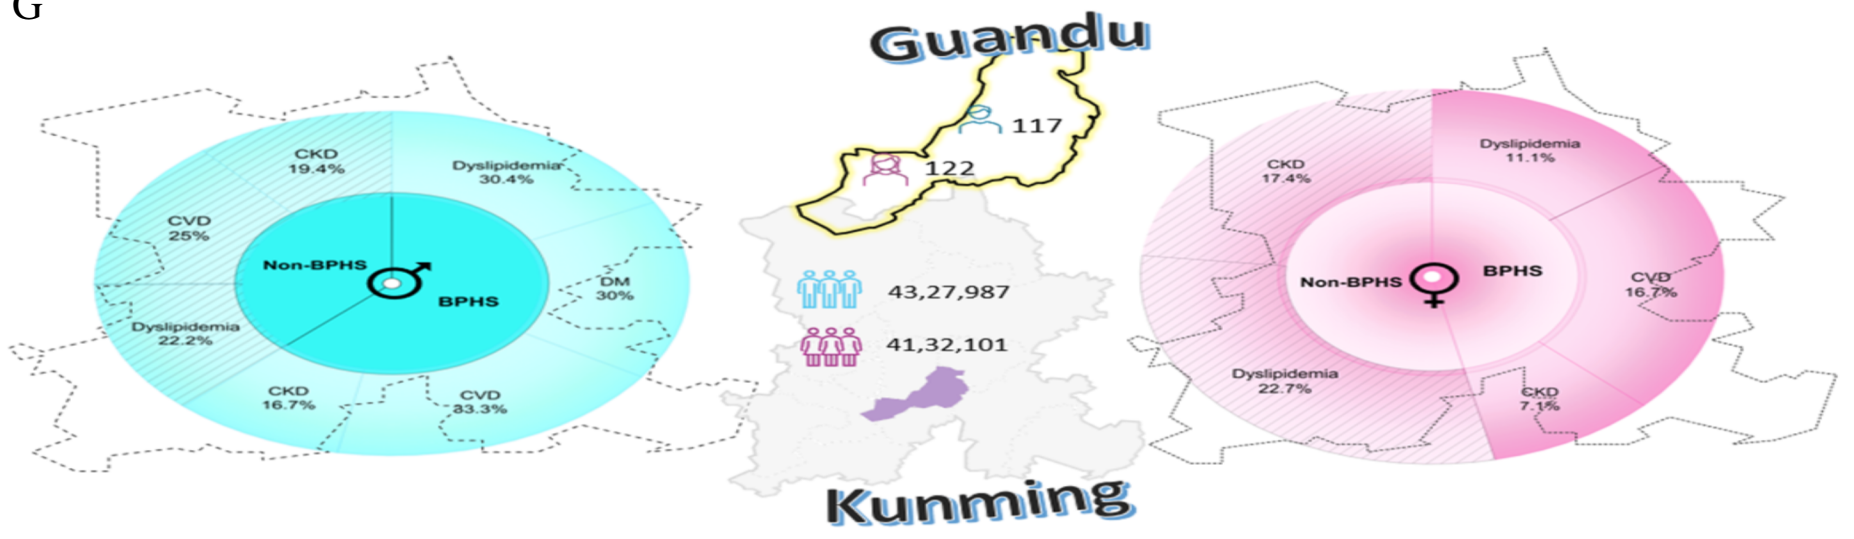 G
Guandu
117
122
CKD
19.4%
Dyslipidemia
30.4%
CVD
25%
Non-BPHS
BPHS
DM
30%
Dyslipidemia
22.2%
CKD
16.7%
CVD
33.3%
43,27,987
41,32,101
Kunming
CKD
17.4%
Dyslipidemia
11.1%
Non-BPHS
BPHS
CVD
16.7%
Dyslipidemia
22.7%
CKD
7.1%